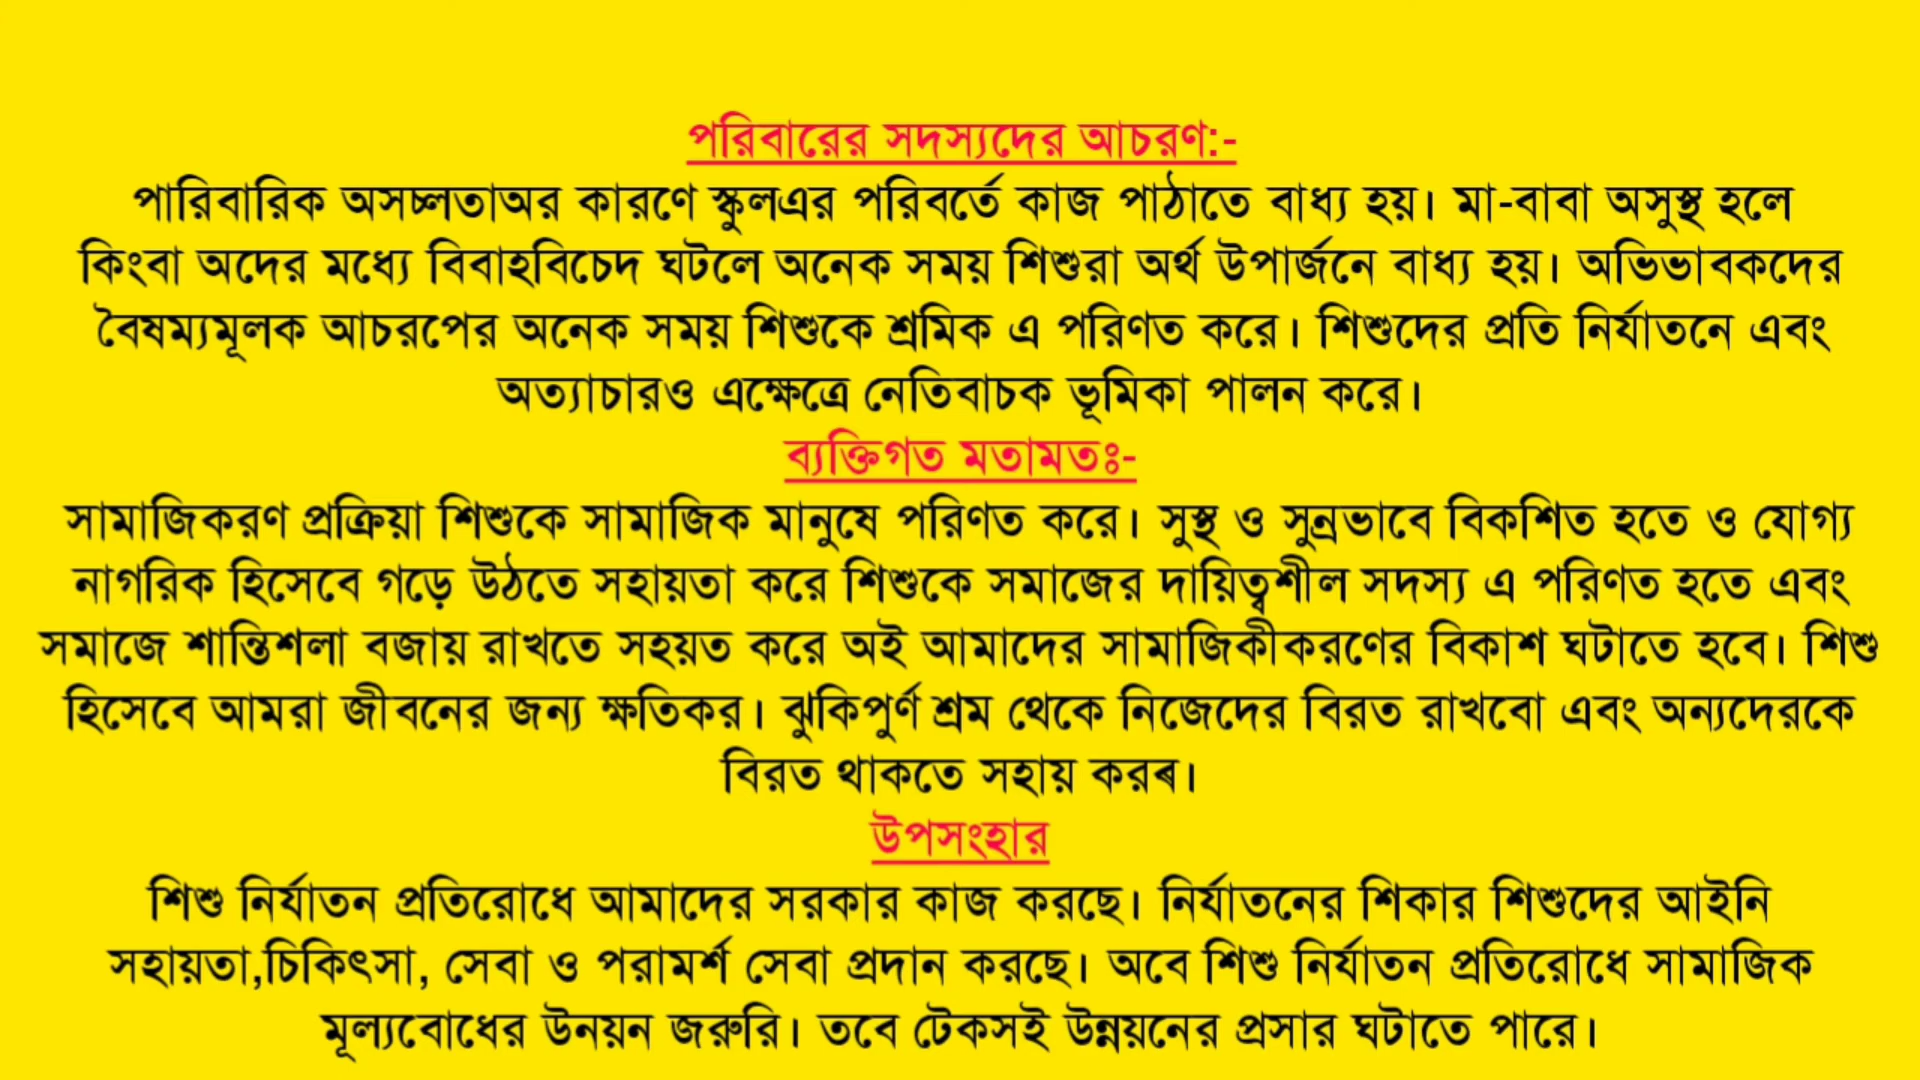 পরিবারের সদস্যদের আচরণ:-
পারিবারিক অসচ্লতাঅর কারণে স্কুলএর পরিবর্তে কাজ পাঠাতে বাধ্য হয়। মা-বাবা অসুস্থ হলে
কিংবা অদের মধ্যে বিবাহবিচেদ ঘটলে অনেক সময় শিশুরা অর্থ উপার্জনে বাধ্য হয়। অভিভাবকদের
বৈষম্যমূলক আচরপের অনেক সময় শিশুকে শ্রমিক এ পরিণত করে। শিশুদের প্রতি নির্যাতনে এবং
অত্যাচারও এক্ষেত্রে নেতিবাচক ভূমিকা পালন করে।
ব্যক্তিগত মতামতঃ-
সামাজিকরণ প্রক্রিয়া শিশুকে সামাজিক মানুষে পরিণত করে। সুস্থ ও সুন্রভাবে বিকশিত হতে ও যোগ্য
নাগরিক হিসেবে গড়ে উঠতে সহায়তা করে শিশুকে সমাজের দায়িত্বশীল সদস্য এ পরিণত হতে এবং
সমাজে শান্তিশলা বজায় রাখতে সহয়ত করে অই আমাদের সামাজিকীকরণের বিকাশ ঘটাতে হবে। শিশু
হিসেবে আমরা জীবনের জন্য ক্ষতিকর। ঝুকিপুর্ণ শ্রম থেকে নিজেদের বিরত রাখবো এবং অন্যদেরকে
বিরত থাকতে সহায় করৰ।
উপসংহার
শিশু নির্যাতন প্রতিরোধে আমাদের সরকার কাজ করছে। নির্যাতনের শিকার শিশুদের আইনি
সহায়তা,চিকিৎসা, সেবা ও পরামর্শ সেবা প্রদান করছে। অবে শিশু নির্যাতন প্রতিরোধে সামাজিক
মূল্যবোধের উনয়ন জরুরি। তবে টেকসই উন্নয়নের প্রসার ঘটাতে পারে।